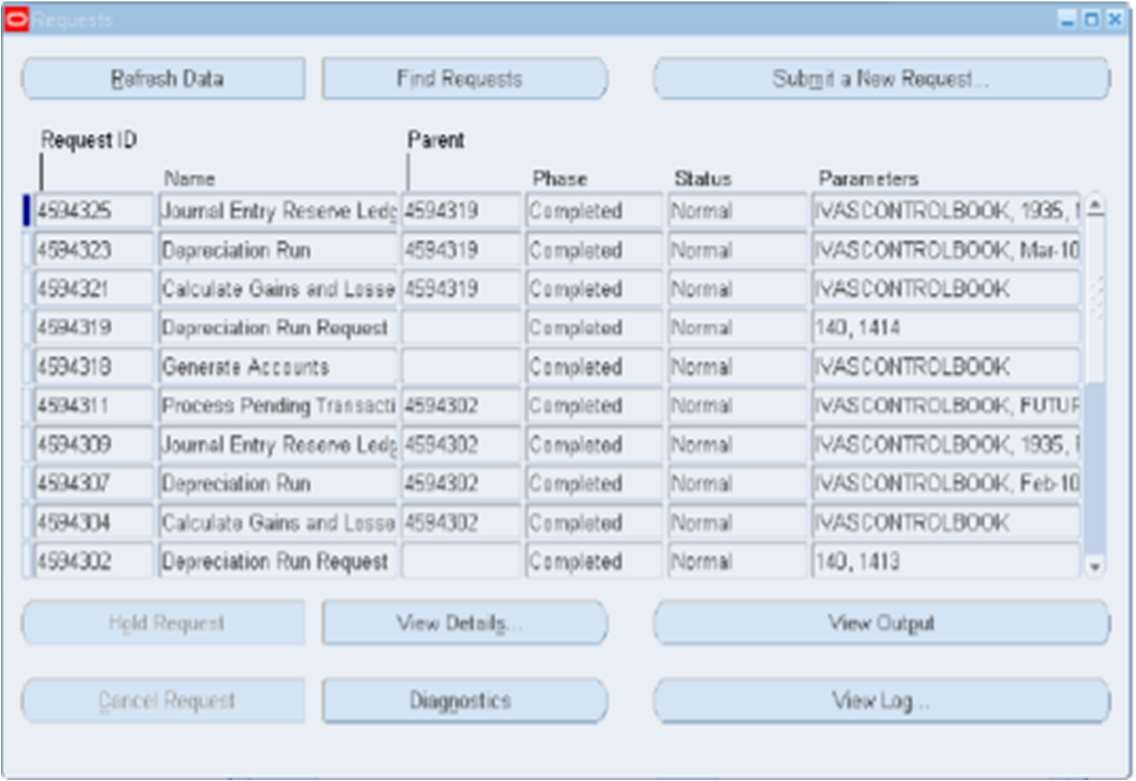 Requests
Refresh Data Find Requests Submit a New Request...
Request ID Parent
Name Phase Status Parameters
4594325 Journal Entry Reserve Ledg 4594319 Completed Normal IVASCONTROLBOOK, 1935,
4594323 Depreciation Run 4594319 Completed Normal IVASCONTROLBOOK, Mar-10
4594321 Calculate Gains and Losse 4594319 Completed Normal IVASCONTROLBOOK
4594319 Depreciation Run Request Completed Normal 140, 1414
4594318 Generate Accounts Completed Normal IVASCONTROLBOOK
4594311 Process Pending Transacti 4594302 Completed Normal IVASCONTROLBOOK, FUTUR
4594309 Journal Entry Reserve Ledg 4594302 Completed Normal IVASCONTROLBOOK, 1935,
4594307 Depreciation Run 4594302 Completed Normal IVASCONTROLBOOK, Feb-10
4594304 Calculate Gains and Losse 4594302 Completed Normal IVASCONTROLBOOK
4594302 Depreciation Run Request Completed Normal 140, 1413
Hold Request View Details... View Output
Cancel Request Diagnostics View Log...